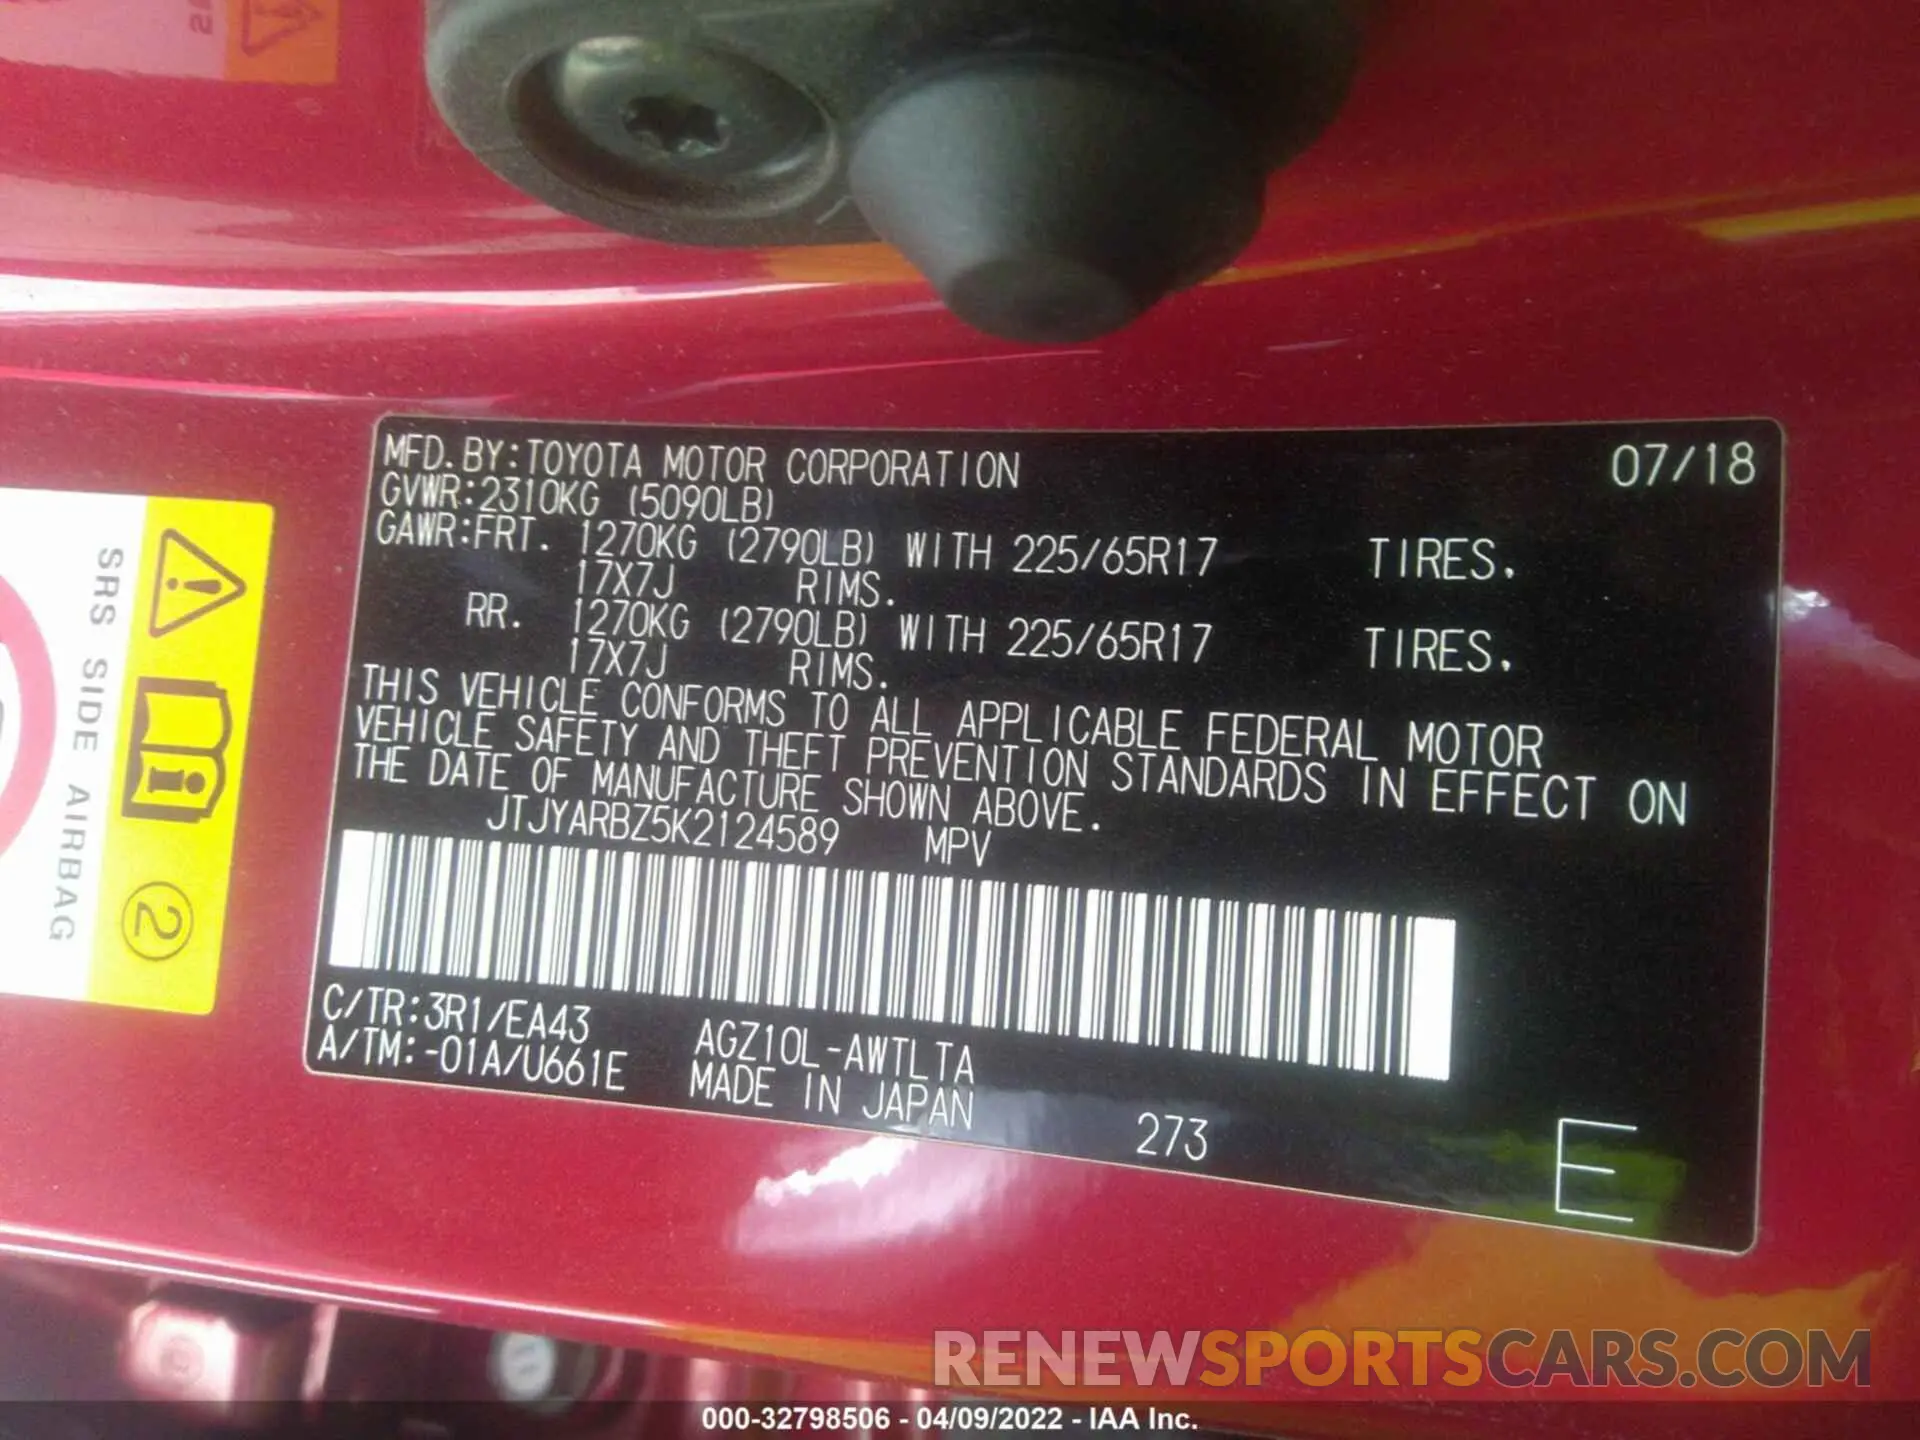 MFD. BY:TOYOTA MOTOR CORPORATION 07/18
GVWR:2310KG (5090LB)
GAWR:FRT. 1270KG (2790LB) WITH 225/65R17 TIRES.
17X7J RIMS.
RR. 1270KG (2790LB) WITH 225/65R17 TIRES.
17X7J RIMS.
THIS VEHICLE CONFORMS TO ALL APPLICABLE FEDERAL MOTOR
VEHICLE SAFETY AND THEFT PREVENTION STANDARDS IN EFFECT ON
THE DATE OF MANUFACTURE SHOWN ABOVE.
JTJYARBZ5K2124589 MPV
C/TR:3R1/EA43 AGZ10L-AWTLTA
A/TM:-01A/U661E MADE IN JAPAN
273
E
SRS SIDE AIRBAG
2
RENEWSPORTSCARS.COM
000-32798506 - 04/09/2022 - IAA Inc.